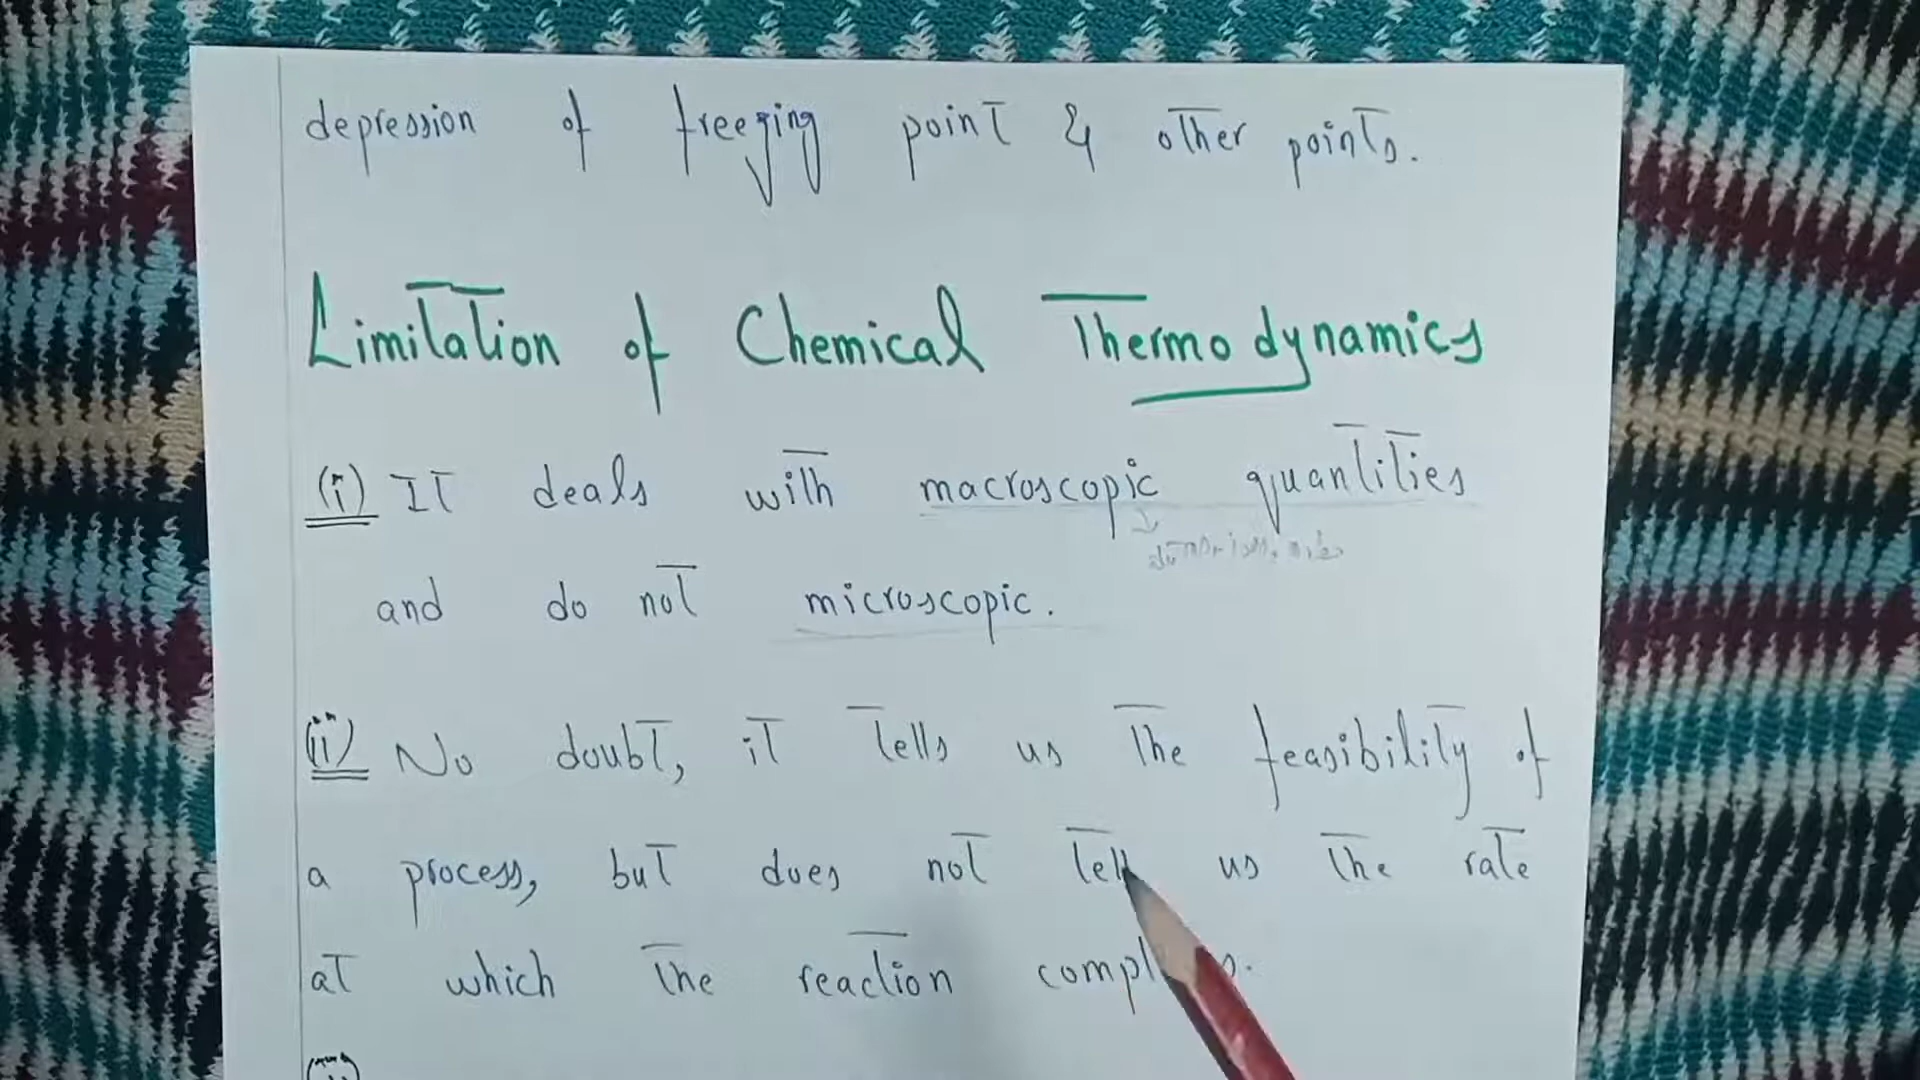 depression of freezing point & other points.
Limitation of Chemical Thermodynamics
(i) It deals with macroscopic quantities
and do not microscopic.
(ii) No doubt, it tells us the feasibility of
a process, but does not tell us the rate
at which the reaction